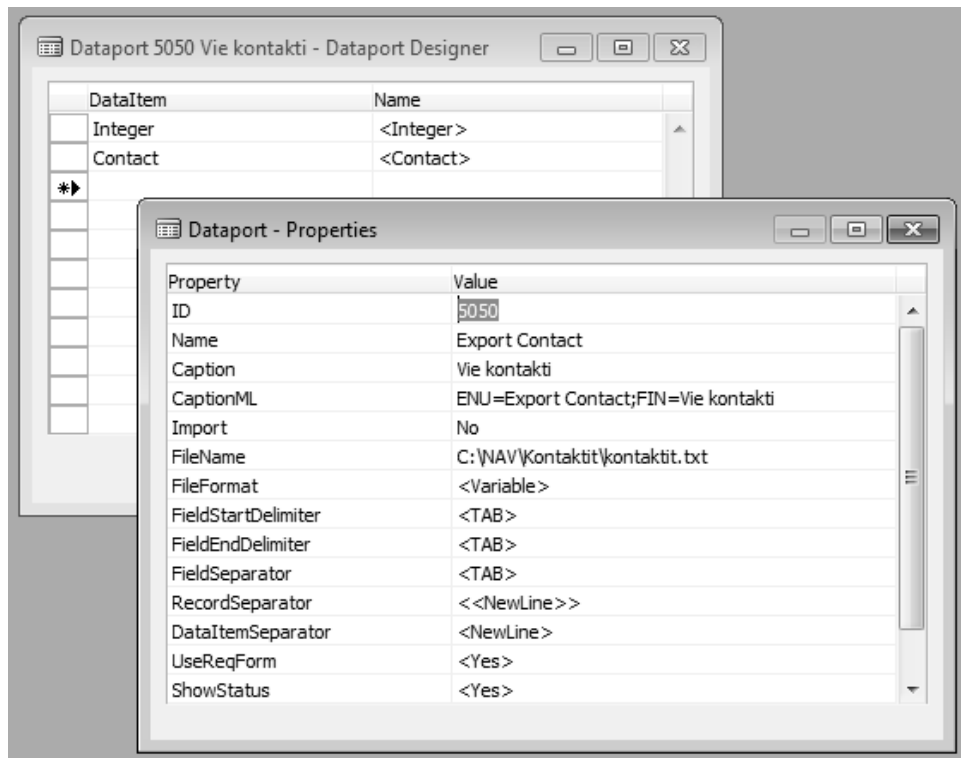 Dataport 5050 Vie kontakti - Dataport Designer
DataItem Name
Integer <Integer>
Contact <Contact>
Dataport - Properties
Property Value
ID 5050
Name Export Contact
Caption Vie kontakti
CaptionML ENU=Export Contact;FIN=Vie kontakti
Import No
FileName C:\NAV\Kontaktit\kontaktit.txt
FileFormat <Variable>
FieldStartDelimiter <TAB>
FieldEndDelimiter <TAB>
FieldSeparator <TAB>
RecordSeparator <<NewLine>>
DataItemSeparator <NewLine>
UseReqForm <Yes>
ShowStatus <Yes>